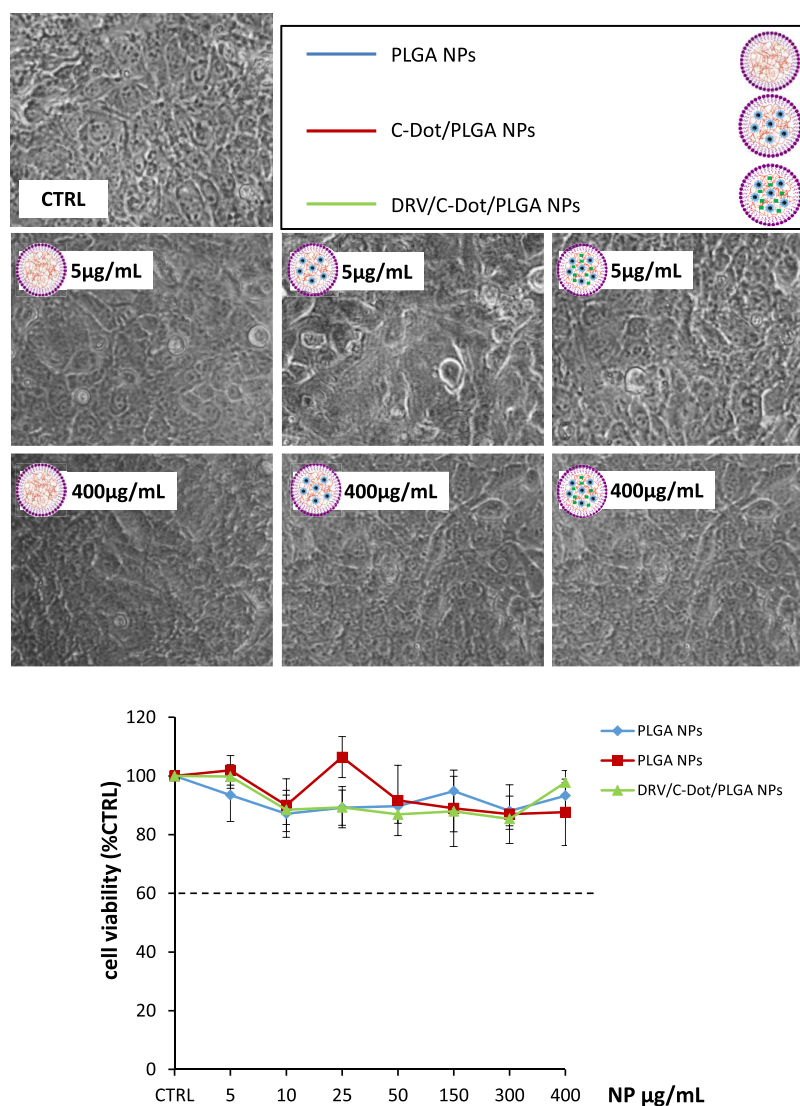 PLGA NPs
C-Dot/PLGA NPs
CTRL
DRV/C-Dot/PLGA NPs
5µg/mL
5µg/mL
5µg/mL
400µg/mL
400µg/mL
400µg/mL
120
100
80
60
40
20
0
cell viability (%CTRL)
PLGA NPs
PLGA NPs
DRV/C-Dot/PLGA NPs
CTRL 5 10 25 50 150 300 400 NP µg/mL